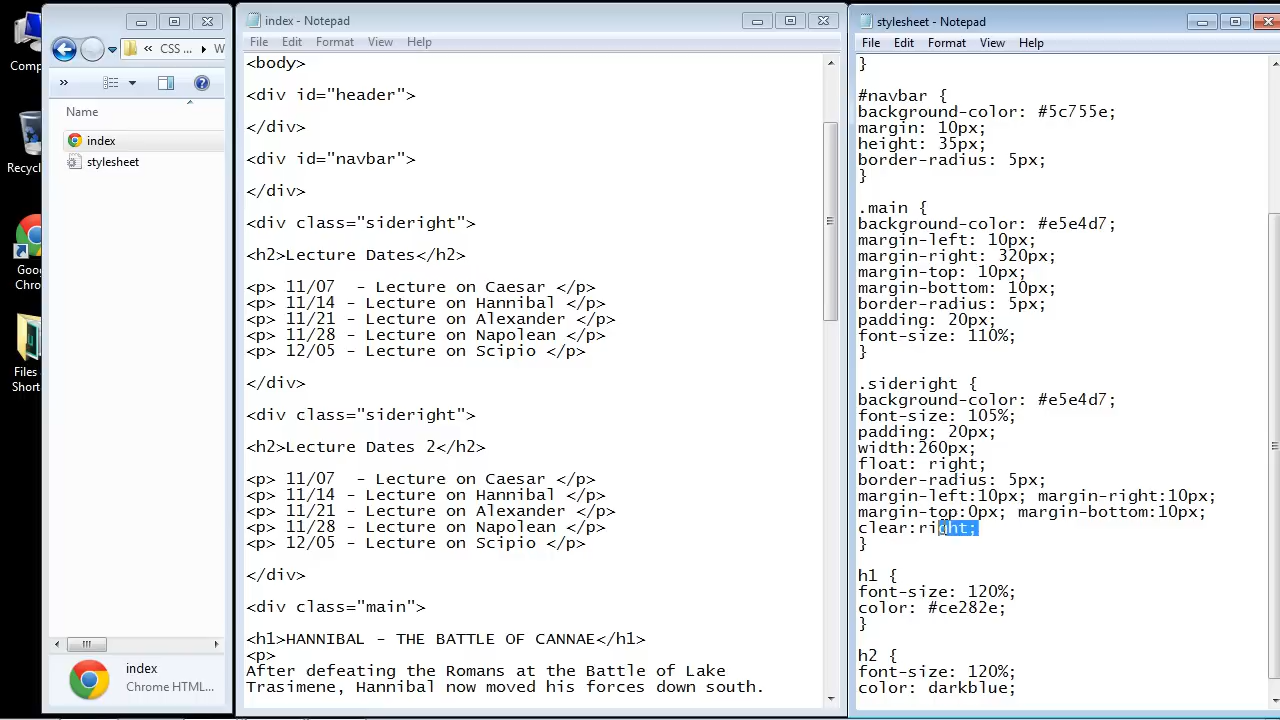 Comp
Recyc
Goo
Chro
Files
Short
CSS ...
W
Name
index
stylesheet
index
Chrome HTML...
index - Notepad
File Edit Format View Help
<body>
<div id="header">
</div>
<div id="navbar">
</div>
<div class="sideright">
<h2>Lecture Dates</h2>
<p> 11/07  - Lecture on Caesar </p>
<p> 11/14 - Lecture on Hannibal </p>
<p> 11/21 - Lecture on Alexander </p>
<p> 11/28 - Lecture on Napolean </p>
<p> 12/05 - Lecture on Scipio </p>
</div>
<div class="sideright">
<h2>Lecture Dates 2</h2>
<p> 11/07  - Lecture on Caesar </p>
<p> 11/14 - Lecture on Hannibal </p>
<p> 11/21 - Lecture on Alexander </p>
<p> 11/28 - Lecture on Napolean </p>
<p> 12/05 - Lecture on Scipio </p>
</div>
<div class="main">
<h1>HANNIBAL - THE BATTLE OF CANNAE</h1>
<p>
After defeating the Romans at the Battle of Lake
Trasimene, Hannibal now moved his forces down south.
stylesheet - Notepad
File Edit Format View Help
}
#navbar {
background-color: #5c755e;
margin: 10px;
height: 35px;
border-radius: 5px;
}
.main {
background-color: #e5e4d7;
margin-left: 10px;
margin-right: 320px;
margin-top: 10px;
margin-bottom: 10px;
border-radius: 5px;
padding: 20px;
font-size: 110%;
}
.sideright {
background-color: #e5e4d7;
font-size: 105%;
padding: 20px;
width:260px;
float: right;
border-radius: 5px;
margin-left:10px; margin-right:10px;
margin-top:0px; margin-bottom:10px;
clear:right;
}
h1 {
font-size: 120%;
color: #ce282e;
}
h2 {
font-size: 120%;
color: darkblue;